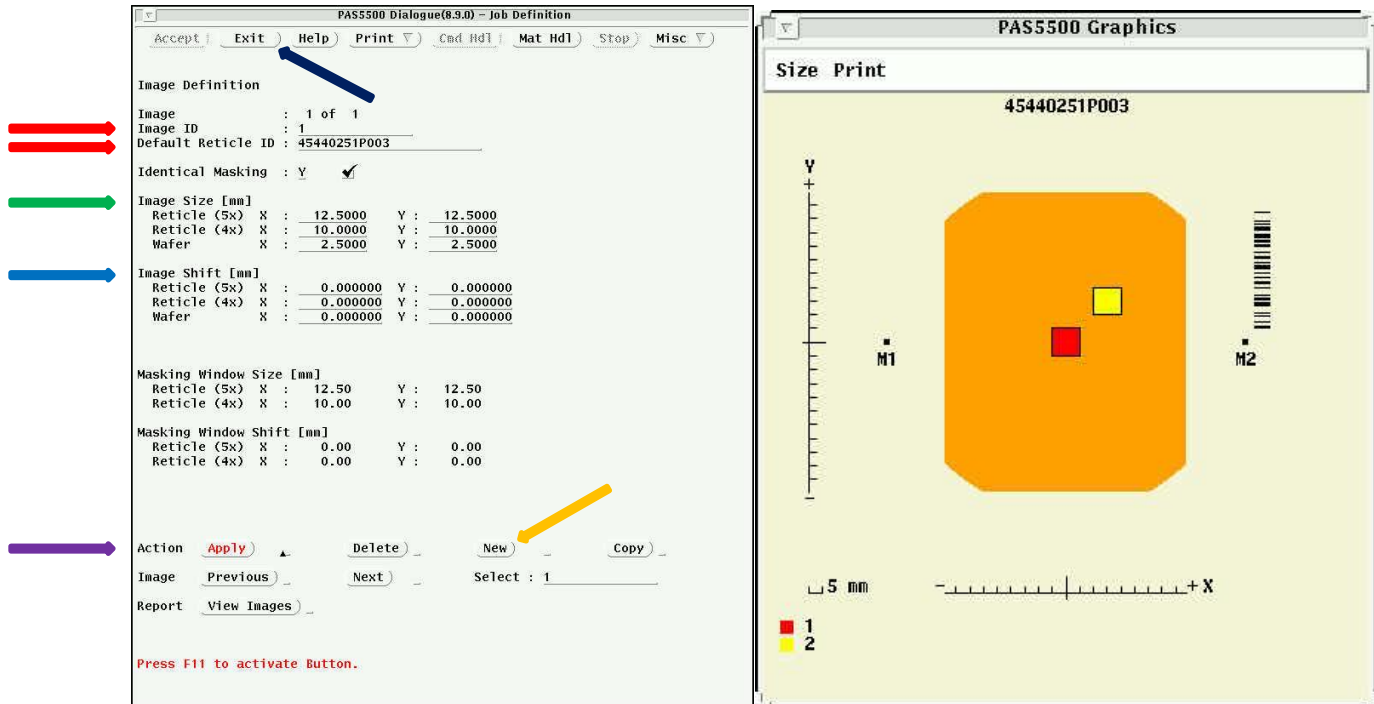 PAS5500 Dialogue(8.9.0) – Job Definition
Accept Exit Help Print Cmd Hdl Mat Hdl Stop Misc
Image Definition
Image : 1 of 1
Image ID : 1
Default Reticle ID : 45440251P003
Identical Masking : Y ✔
Image Size [mm]
Reticle (5x) X : 12.5000 Y : 12.5000
Reticle (4x) X : 10.0000 Y : 10.0000
Wafer X : 2.5000 Y : 2.5000
Image Shift [mm]
Reticle (5x) X : 0.000000 Y : 0.000000
Reticle (4x) X : 0.000000 Y : 0.000000
Wafer X : 0.000000 Y : 0.000000
Masking Window Size [mm]
Reticle (5x) X : 12.50 Y : 12.50
Reticle (4x) X : 10.00 Y : 10.00
Masking Window Shift [mm]
Reticle (5x) X : 0.00 Y : 0.00
Reticle (4x) X : 0.00 Y : 0.00
Action Apply Delete New Copy
Image Previous Next Select : 1
Report View Images
Press F11 to activate Button.
PAS5500 Graphics
Size Print
45440251P003
Y
+
M1
M2
–
5 mm
– + X
1
2